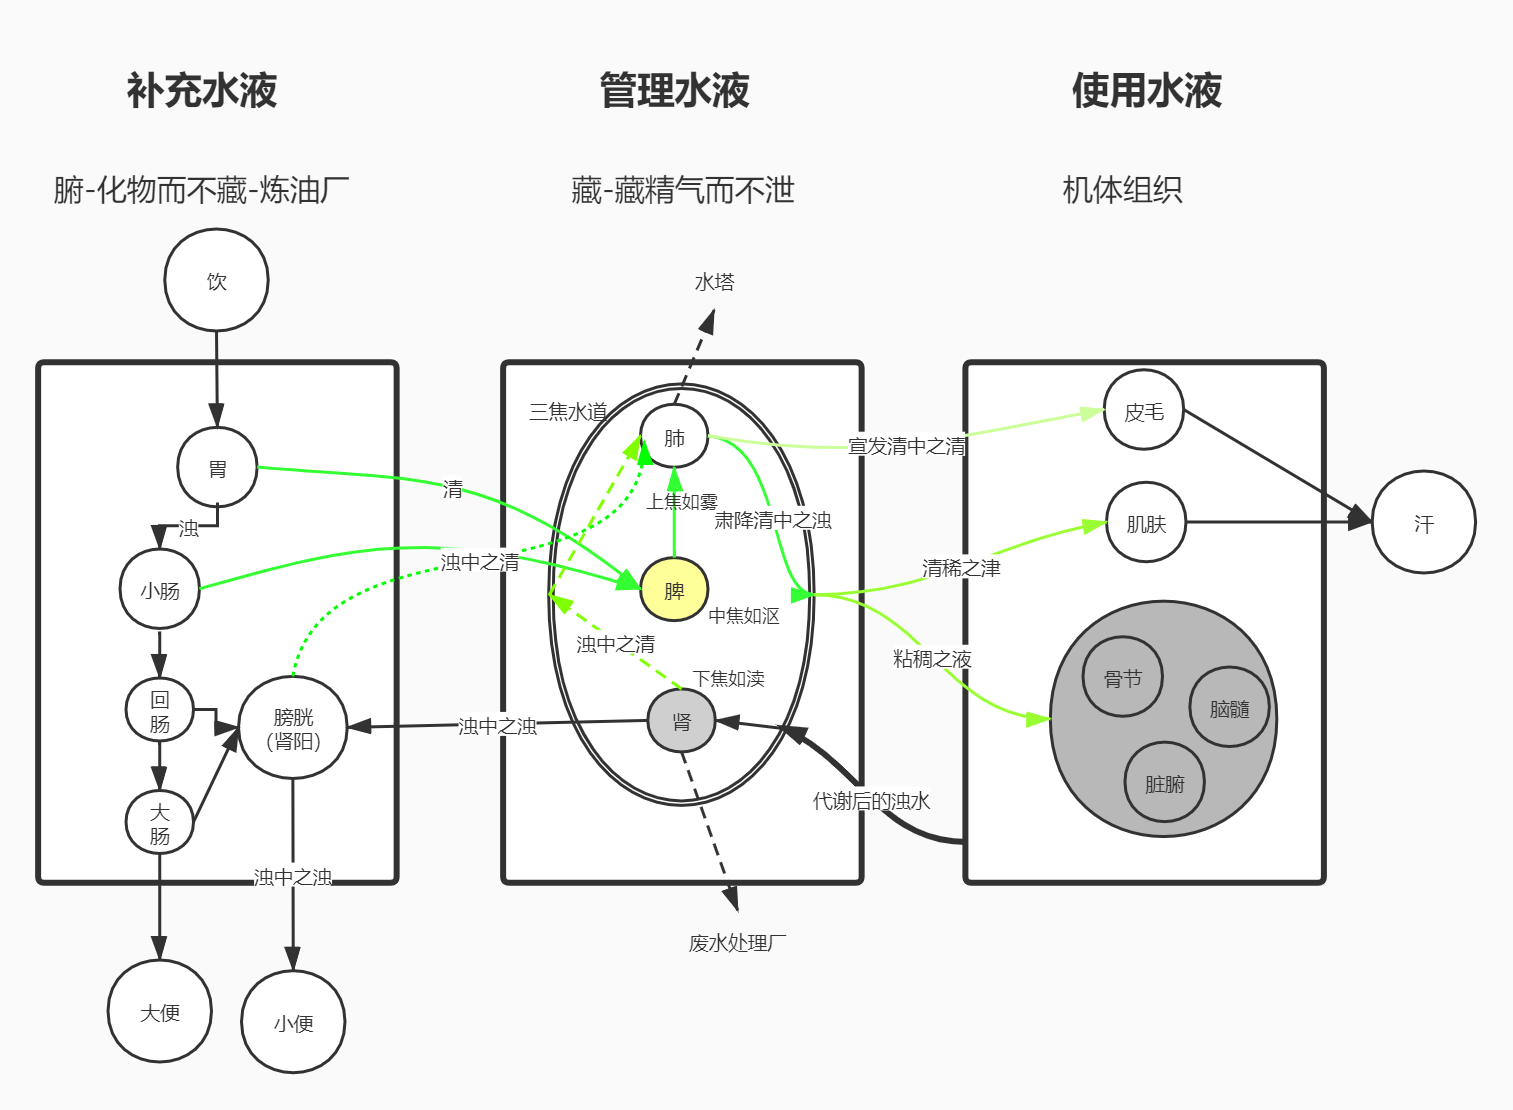 补充水液
管理水液
使用水液
腑-化物而不藏-炼油厂
藏-藏精气而不泄
机体组织
饮
水塔
三焦水道
肺
皮毛
宣发清中之清
胃
清
上焦如雾
肃降清中之浊
肌肤
汗
浊
浊中之清
清稀之津
小肠
脾
中焦如沤
浊中之清
粘稠之液
下焦如渎
骨节
脑髓
脏腑
回
肠
膀胱
(肾阳)
浊中之浊
肾
代谢后的浊水
大
肠
浊中之浊
废水处理厂
大便
小便